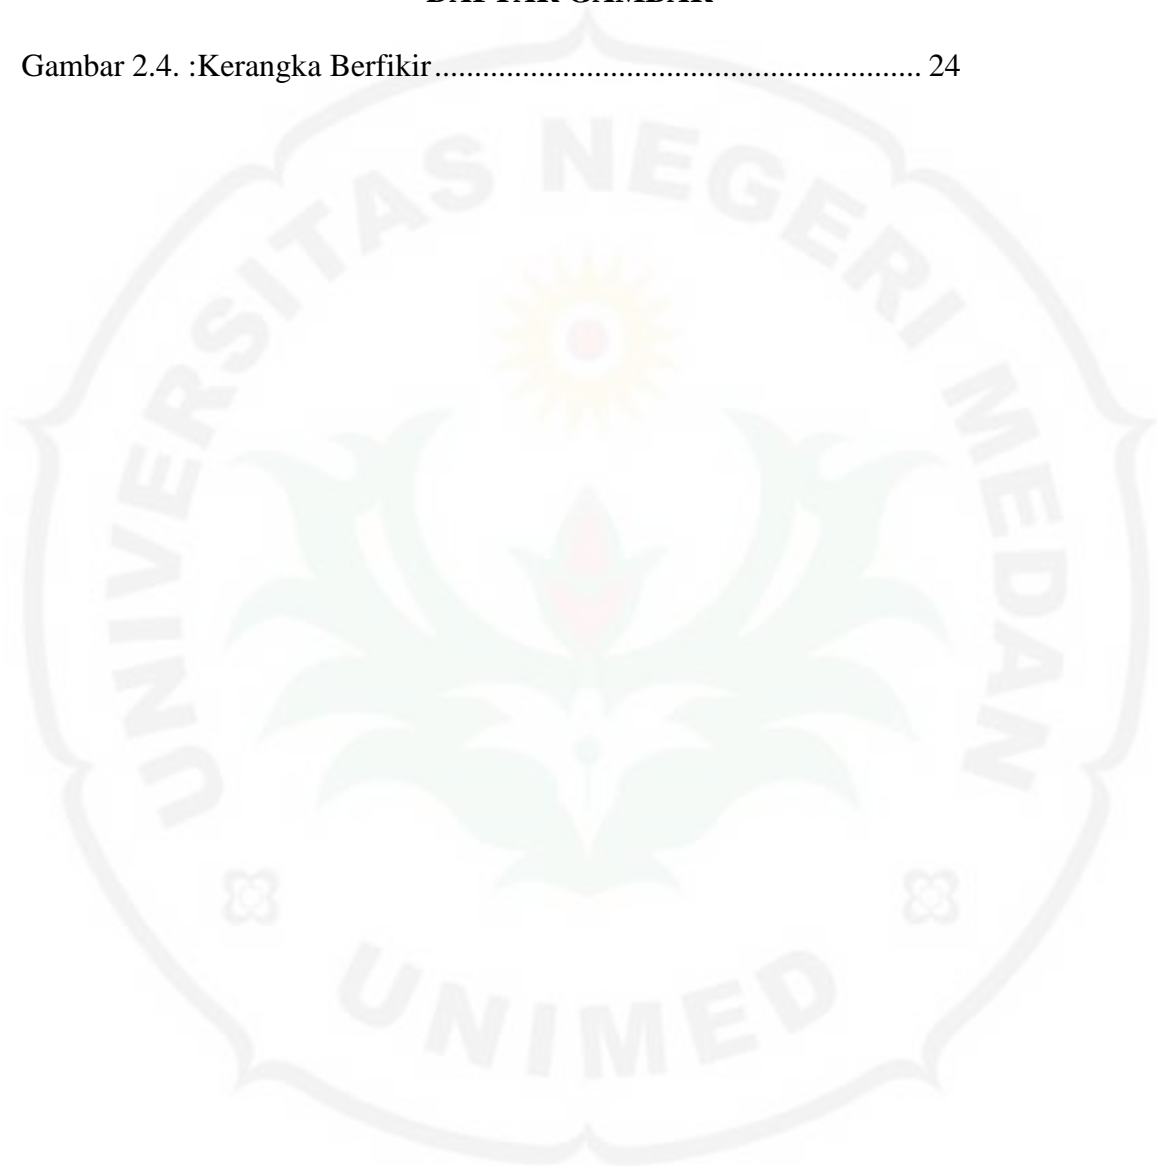 DAFTAR GAMBAR
Gambar 2.4. :Kerangka Berfikir............................................................ 24
UNIVERSITAS NEGERI MEDAN
UNIMED